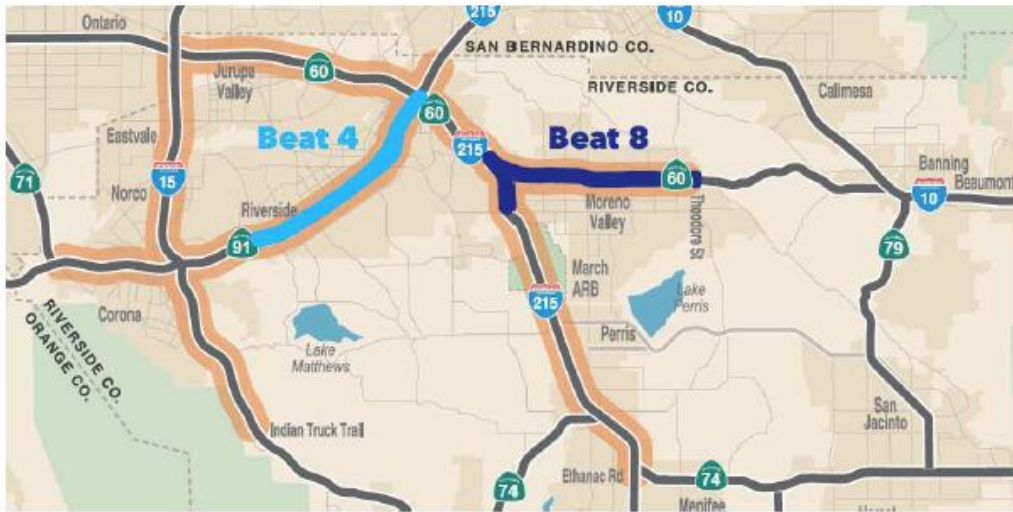 215
10
Ontario
SAN BERNARDINO CO.
60
Jurupa
Valley
RIVERSIDE CO.
Calimesa
60
Eastvale
Beat 4
215
Beat 8
71
15
Norco
Riverside
60
Banning
Beaumont
10
Moreno
Valley
Theodore St
91
79
March
ARB
Lake
Perris
215
RIVERSIDE CO.
ORANGE CO.
Corona
Lake
Matthews
Perris
San
Jacinto
Indian Truck Trail
Ethanac Rd
74
74
Menifee